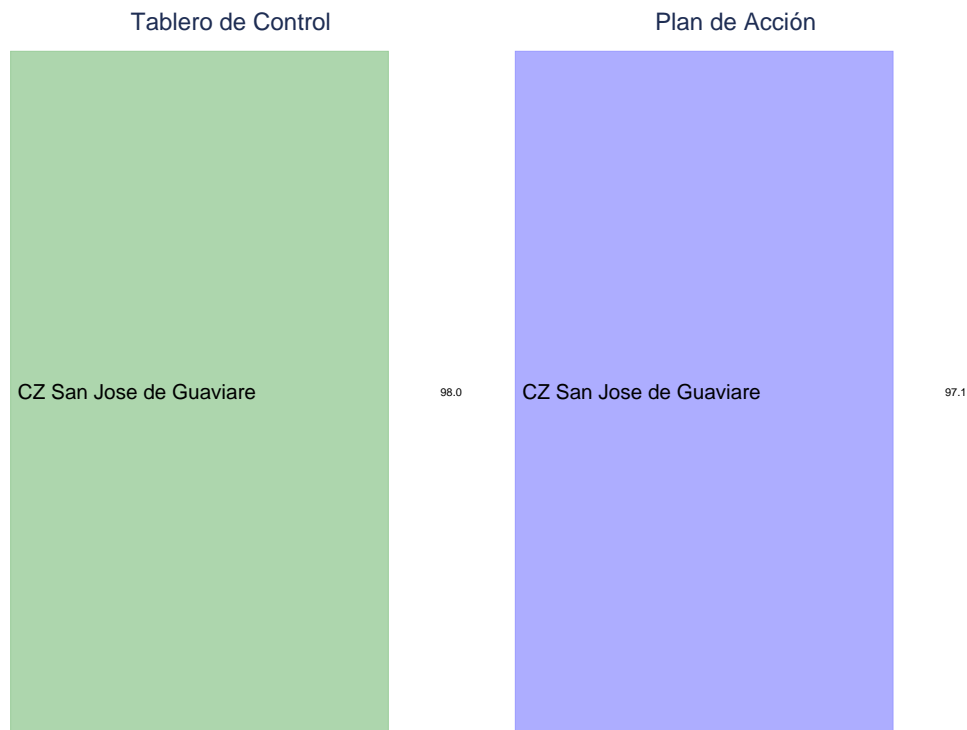 Tablero de Control
Plan de Acción
CZ San Jose de Guaviare
98.0
CZ San Jose de Guaviare
97.1